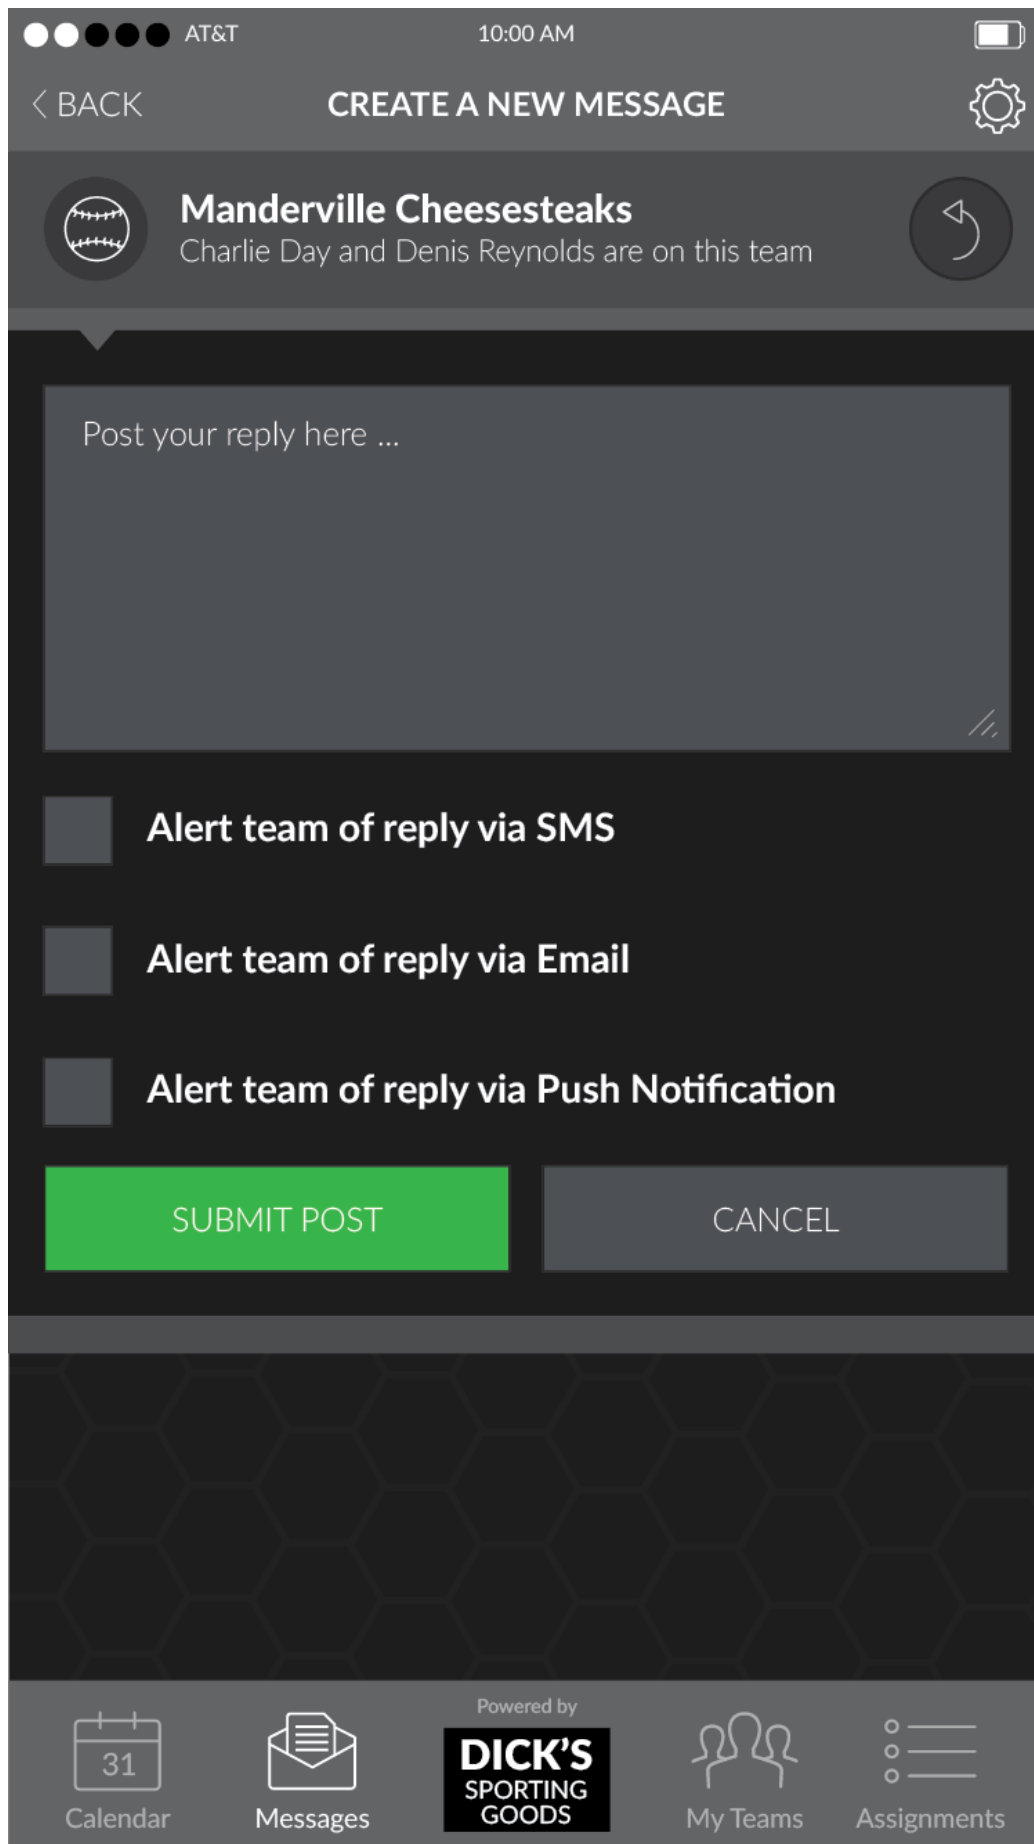 AT&T 10:00 AM
BACK CREATE A NEW MESSAGE
Manderville Cheesesteaks
Charlie Day and Denis Reynolds are on this team
Post your reply here ...
Alert team of reply via SMS
Alert team of reply via Email
Alert team of reply via Push Notification
SUBMIT POST CANCEL
Powered by
DICK'S
SPORTING
GOODS
31
Calendar Messages My Teams Assignments